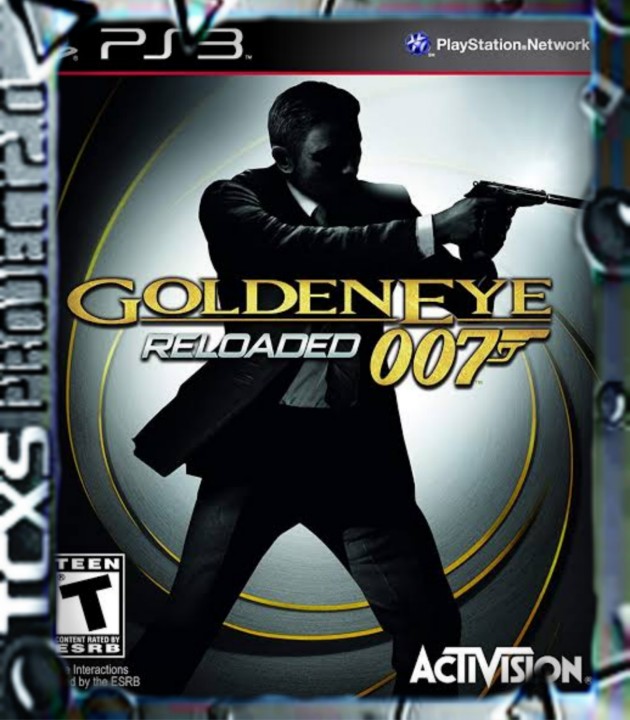 PS3
PlayStation®Network
GOLDENEYE
RELOADED 007
TCXS PROJECT 2.0
TEEN
T
CONTENT RATED BY
ESRB
Interactions
d by the ESRB
ACTIVISION.